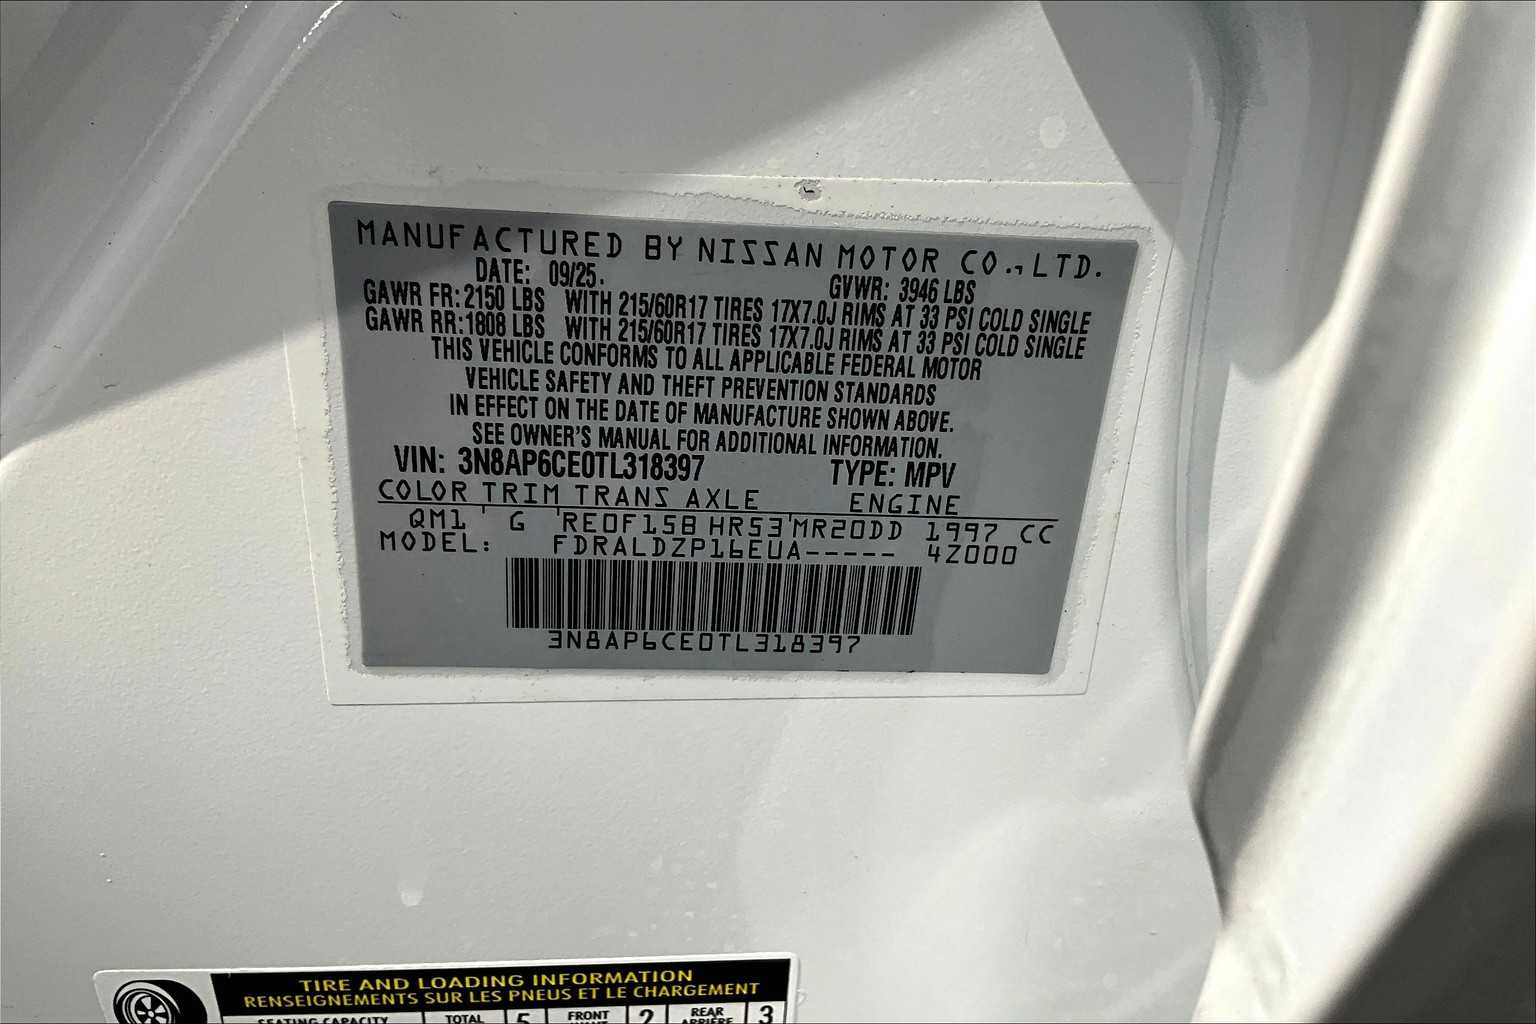 MANUFACTURED BY NISSAN MOTOR CO., LTD.
DATE: 09/25. GVWR: 3946 LBS
GAWR FR: 2150 LBS WITH 215/60R17 TIRES 17X7.0J RIMS AT 33 PSI COLD SINGLE
GAWR RR: 1808 LBS WITH 215/60R17 TIRES 17X7.0J RIMS AT 33 PSI COLD SINGLE
THIS VEHICLE CONFORMS TO ALL APPLICABLE FEDERAL MOTOR
VEHICLE SAFETY AND THEFT PREVENTION STANDARDS
IN EFFECT ON THE DATE OF MANUFACTURE SHOWN ABOVE.
SEE OWNER'S MANUAL FOR ADDITIONAL INFORMATION.
VIN: 3N8AP6CE0TL318397 TYPE: MPV
COLOR TRIM TRANS AXLE ENGINE
QM1 G RE0F15B HR53 MR20DD 1997 CC
MODEL: FDRALDZP16EUA----- 4Z000
3N8AP6CE0TL318397
TIRE AND LOADING INFORMATION
RENSEIGNEMENTS SUR LES PNEUS ET LE CHARGEMENT
SEATING CAPACITY TOTAL 5 FRONT 2 REAR 3